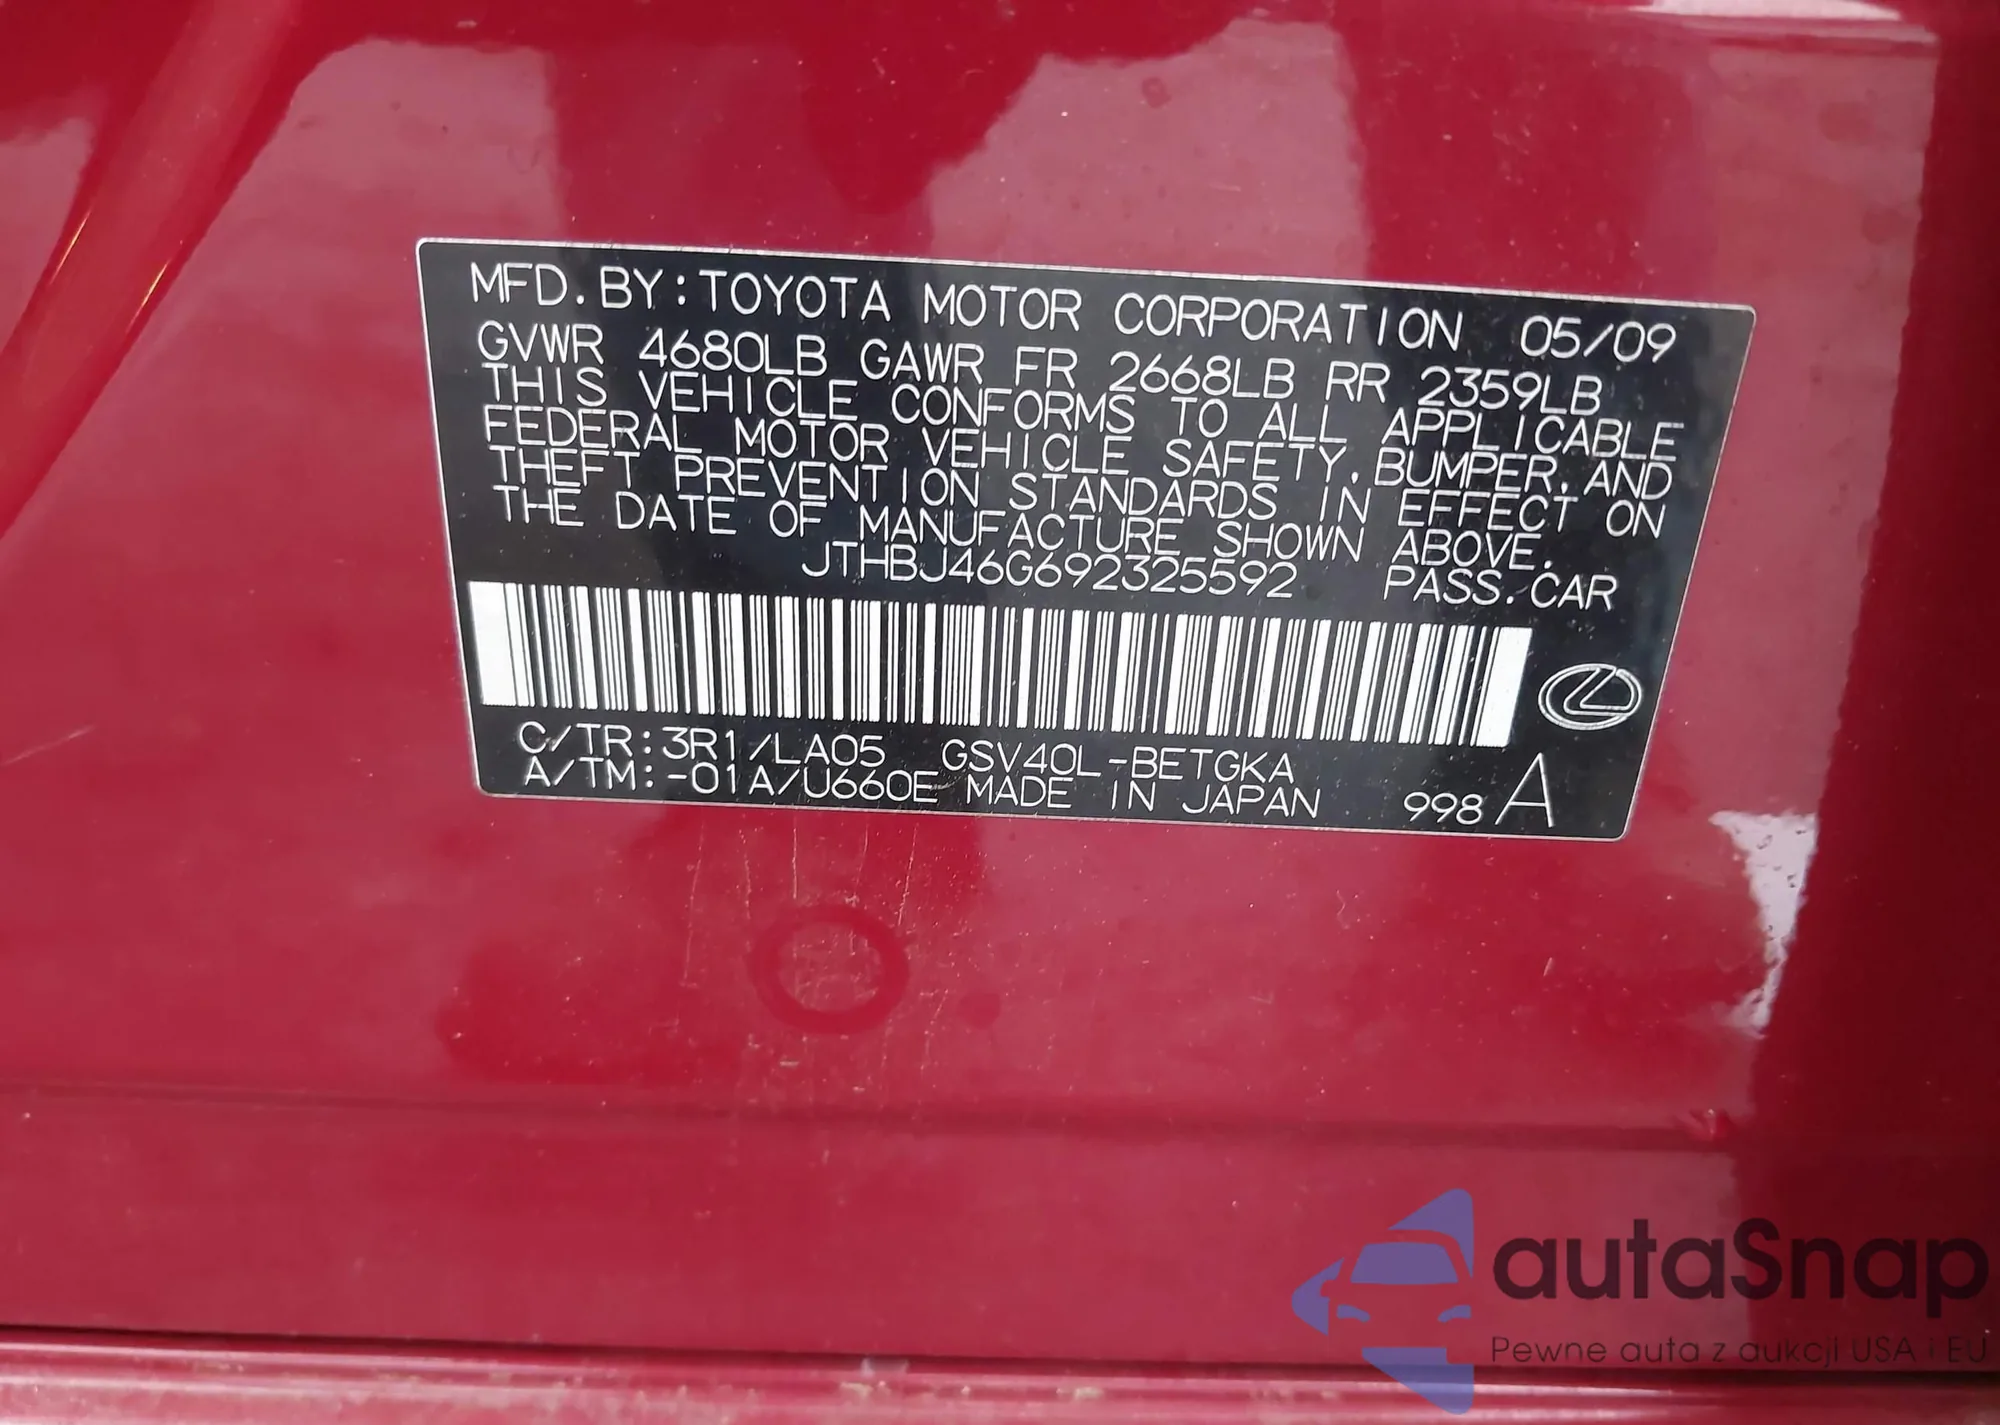 MFD.BY:TOYOTA MOTOR CORPORATION 05/09
GVWR 4680LB GAWR FR 2668LB RR 2359LB
THIS VEHICLE CONFORMS TO ALL APPLICABLE
FEDERAL MOTOR VEHICLE SAFETY,BUMPER,AND
THEFT PREVENTION STANDARDS IN EFFECT ON
THE DATE OF MANUFACTURE SHOWN ABOVE.
JTHBJ46G692325592 PASS.CAR
C/TR:3R1/LA05 GSV40L-BETGKA
A/TM:-01A/U660E MADE IN JAPAN 998 A
autaSnap
Pewne auta z aukcji USA i EU